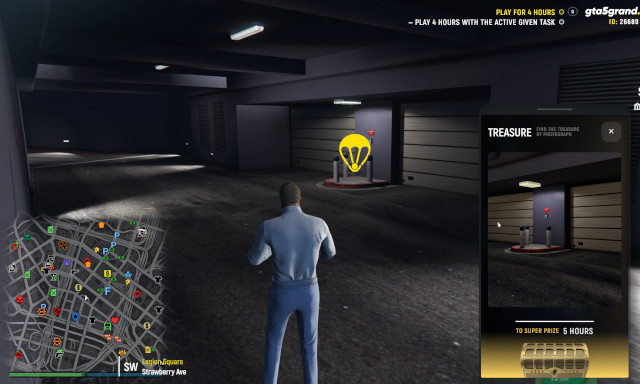 PLAY FOR 4 HOURS
– PLAY 4 HOURS WITH THE ACTIVE GIVEN TASK
gta5grand.
ID: 26689
TREASURE
FIND THE TREASURE
BY PHOTOGRAPH
TO SUPER PRIZE 5 HOURS
SW
Legion Square
Strawberry Ave